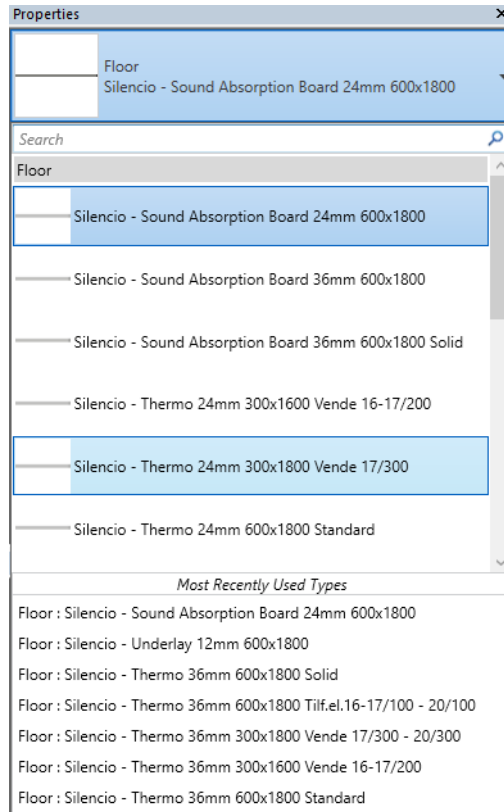 Properties
Floor
Silencio - Sound Absorption Board 24mm 600x1800
Search
Floor
Silencio - Sound Absorption Board 24mm 600x1800
Silencio - Sound Absorption Board 36mm 600x1800
Silencio - Sound Absorption Board 36mm 600x1800 Solid
Silencio - Thermo 24mm 300x1600 Vende 16-17/200
Silencio - Thermo 24mm 300x1800 Vende 17/300
Silencio - Thermo 24mm 600x1800 Standard
Most Recently Used Types
Floor : Silencio - Sound Absorption Board 24mm 600x1800
Floor : Silencio - Underlay 12mm 600x1800
Floor : Silencio - Thermo 36mm 600x1800 Solid
Floor : Silencio - Thermo 36mm 600x1800 Tilf.el.16-17/100 - 20/100
Floor : Silencio - Thermo 36mm 300x1800 Vende 17/300 - 20/300
Floor : Silencio - Thermo 36mm 300x1600 Vende 16-17/200
Floor : Silencio - Thermo 36mm 600x1800 Standard